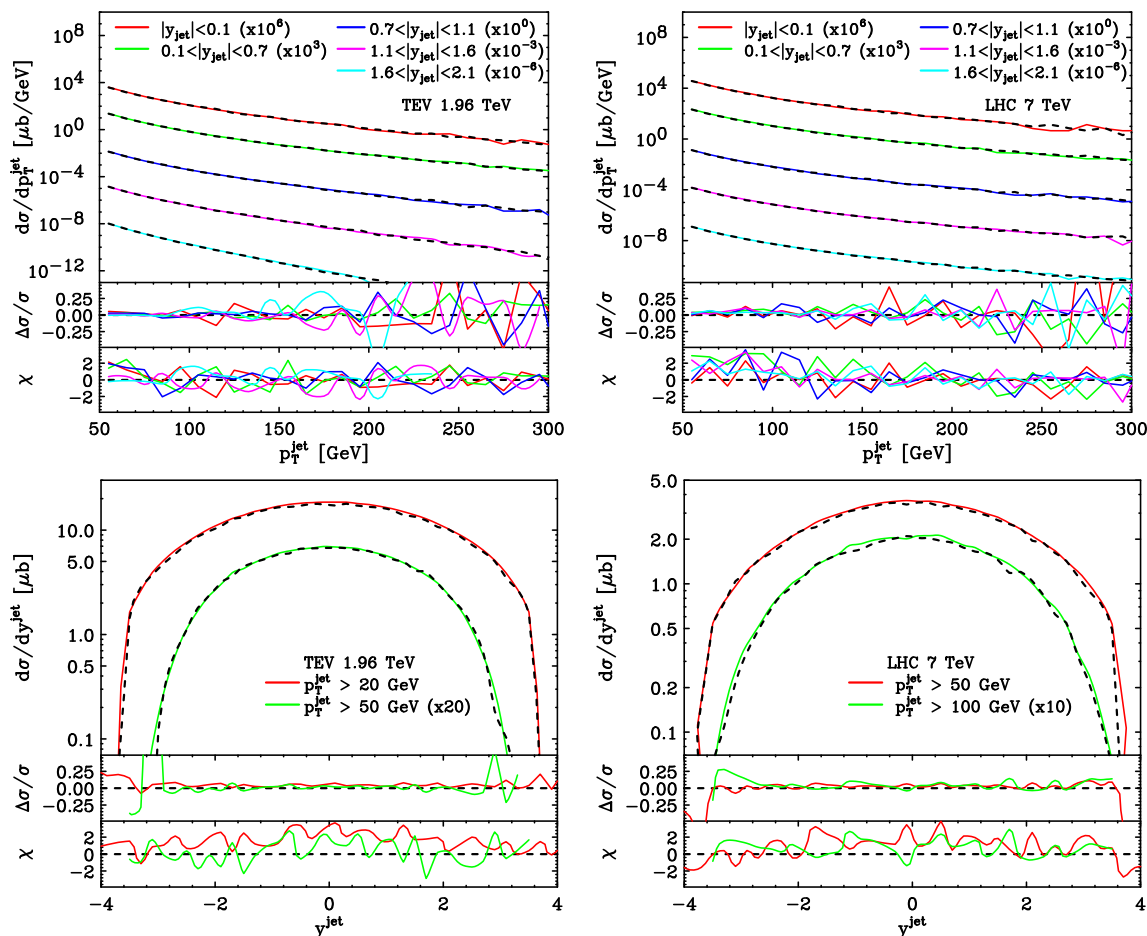 |y_jet|<0.1 (x10^6)
0.1<|y_jet|<0.7 (x10^3)
0.7<|y_jet|<1.1 (x10^0)
1.1<|y_jet|<1.6 (x10^-3)
1.6<|y_jet|<2.1 (x10^-6)
TEV 1.96 TeV
dσ/dp_T^jet [μb/GeV]
10^8
10^4
10^0
10^-4
10^-8
10^-12
Δσ/σ
0.25
0.00
−0.25
χ
2
0
−2
50
100
150
200
250
300
p_T^jet [GeV]
|y_jet|<0.1 (x10^6)
0.1<|y_jet|<0.7 (x10^3)
0.7<|y_jet|<1.1 (x10^0)
1.1<|y_jet|<1.6 (x10^-3)
1.6<|y_jet|<2.1 (x10^-6)
LHC 7 TeV
dσ/dp_T^jet [μb/GeV]
10^8
10^4
10^0
10^-4
10^-8
Δσ/σ
0.25
0.00
−0.25
χ
2
0
−2
50
100
150
200
250
300
p_T^jet [GeV]
dσ/dy^jet [μb]
10.0
5.0
1.0
0.5
0.1
TEV 1.96 TeV
p_T^jet > 20 GeV
p_T^jet > 50 GeV (x20)
Δσ/σ
0.25
0.00
−0.25
χ
2
0
−2
−4
−2
0
2
4
y^jet
dσ/dy^jet [μb]
5.0
2.0
1.0
0.5
0.2
0.1
LHC 7 TeV
p_T^jet > 50 GeV
p_T^jet > 100 GeV (x10)
Δσ/σ
0.25
0.00
−0.25
χ
2
0
−2
−4
−2
0
2
4
y^jet